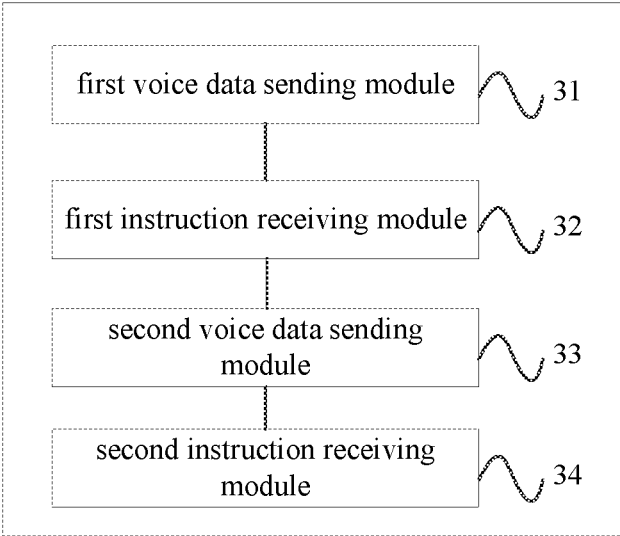 first voice data sending module
31
first instruction receiving module
32
second voice data sending
module
33
second instruction receiving
module
34